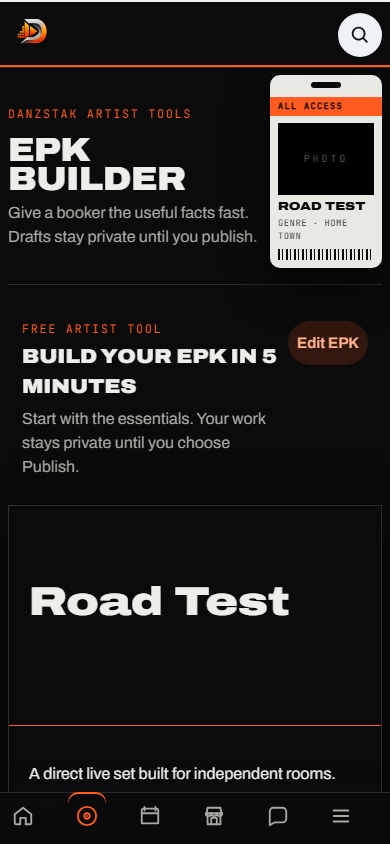 DANZSTAK ARTIST TOOLS
EPK
BUILDER
Give a booker the useful facts fast.
Drafts stay private until you publish.
ALL ACCESS
PHOTO
ROAD TEST
GENRE · HOME
TOWN
FREE ARTIST TOOL
BUILD YOUR EPK IN 5
MINUTES
Start with the essentials. Your work
stays private until you choose
Publish.
Edit EPK
Road Test
A direct live set built for independent rooms.